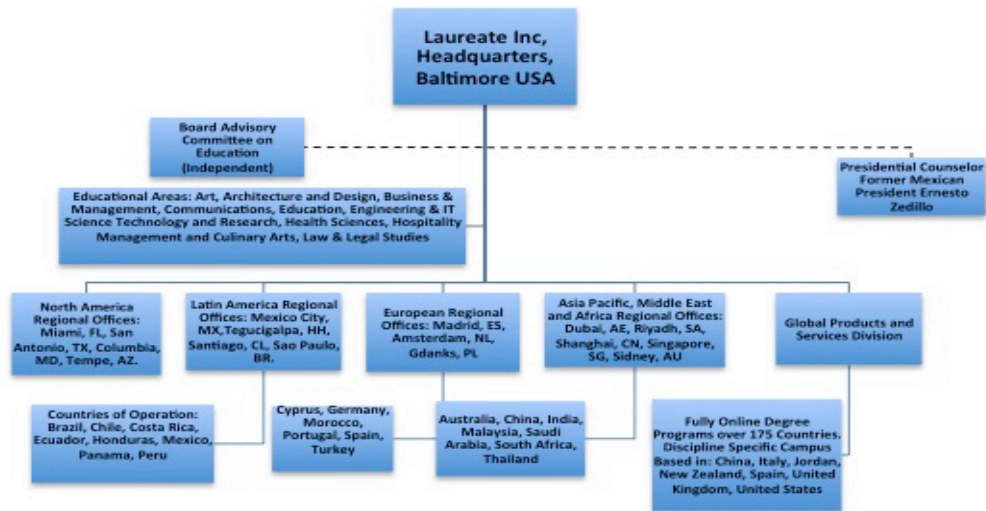 Laureate Inc,
Headquarters,
Baltimore USA
Board Advisory
Committee on
Education
(Independent)
Presidential Counselor
Former Mexican
President Ernesto
Zedillo
Educational Areas: Art, Architecture and Design, Business &
Management, Communications, Education, Engineering & IT
Science Technology and Research, Health Sciences, Hospitality
Management and Culinary Arts, Law & Legal Studies
North America
Regional Offices:
Miami, FL, San
Antonio, TX, Columbia,
MD, Tempe, AZ.
Latin America Regional
Offices: Mexico City,
MX,Tegucigalpa, HH,
Santiago, CL, Sao Paulo,
BR.
European Regional
Offices: Madrid, ES,
Amsterdam, NL,
Gdanks, PL
Asia Pacific, Middle East
and Africa Regional Offices:
Dubai, AE, Riyadh, SA,
Shanghai, CN, Singapore,
SG, Sidney, AU
Global Products and
Services Division
Countries of Operation:
Brazil, Chile, Costa Rica,
Ecuador, Honduras, Mexico,
Panama, Peru
Cyprus, Germany,
Morocco,
Portugal, Spain,
Turkey
Australia, China, India,
Malaysia, Saudi
Arabia, South Africa,
Thailand
Fully Online Degree
Programs over 175 Countries.
Discipline Specific Campus
Based in: China, Italy, Jordan,
New Zealand, Spain, United
Kingdom, United States